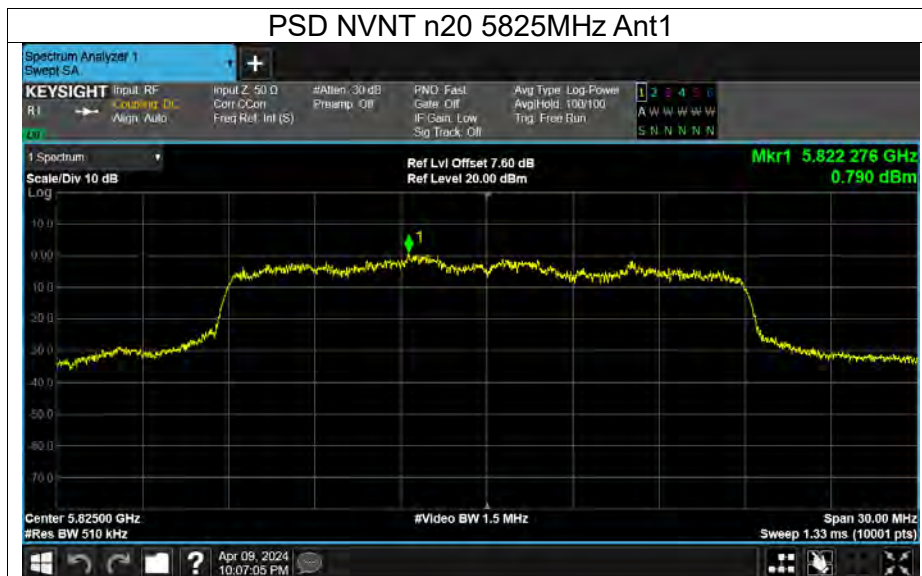 PSD NVNT n20 5825MHz Ant1
Spectrum Analyzer 1
Swept SA
+
KEYSIGHT Input: RF Input Z: 50 Ω #Atten: 30 dB PNO: Fast Avg Type: Log-Power 1 2 3 4 5 6
Coupling: DC Corr CCorr Preamp: Off Gate: Off Avg|Hold: 100/100 A W W W W W
Align: Auto Freq Ref: Int (S) IF Gain: Low Trig: Free Run
Sig Track: Off S N N N N N
1 Spectrum Ref Lvl Offset 7.60 dB Mkr1 5.822 276 GHz
Scale/Div 10 dB Ref Level 20.00 dBm 0.790 dBm
Log
10.0
1
0.00
-10.0
-20.0
-30.0
-40.0
-50.0
-60.0
-70.0
Center 5.82500 GHz #Video BW 1.5 MHz Span 30.00 MHz
#Res BW 510 kHz Sweep 1.33 ms (10001 pts)
? Apr 09, 2024
10:07:05 PM